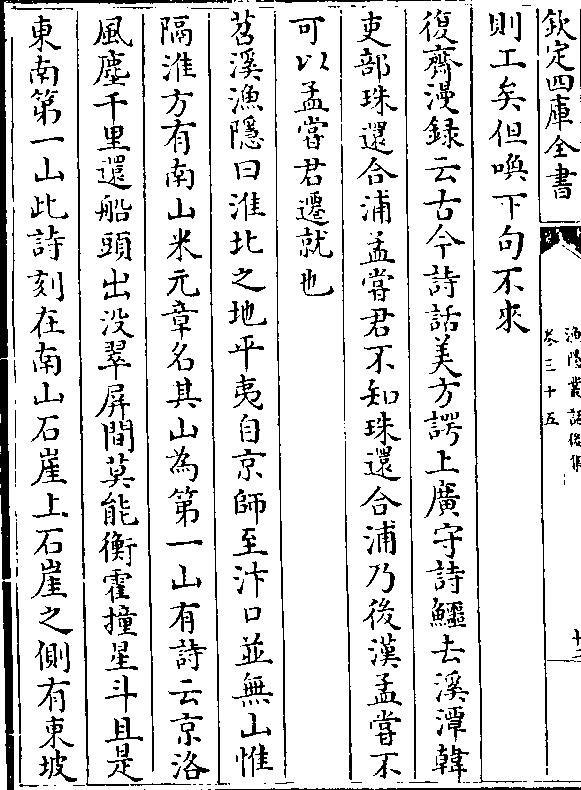 欽定四庫全書
漁隱叢話後集
卷三十五
十二
則工矣但喚下句不來
復齋漫録云古今詩話美方諤上廣守詩鱷去溪潭韓
吏部珠還合浦孟嘗君不知珠還合浦乃後漢孟嘗不
可以孟嘗君遷就也
苕溪漁隱曰淮北之地平夷自京師至汴口並無山惟
隔淮方有南山米元章名其山為第一山有詩云京洛
風塵千里還船頭出没翠屏間莫能衡霍撞星斗且是
東南第一山此詩刻在南山石崖上石崖之側有東坡